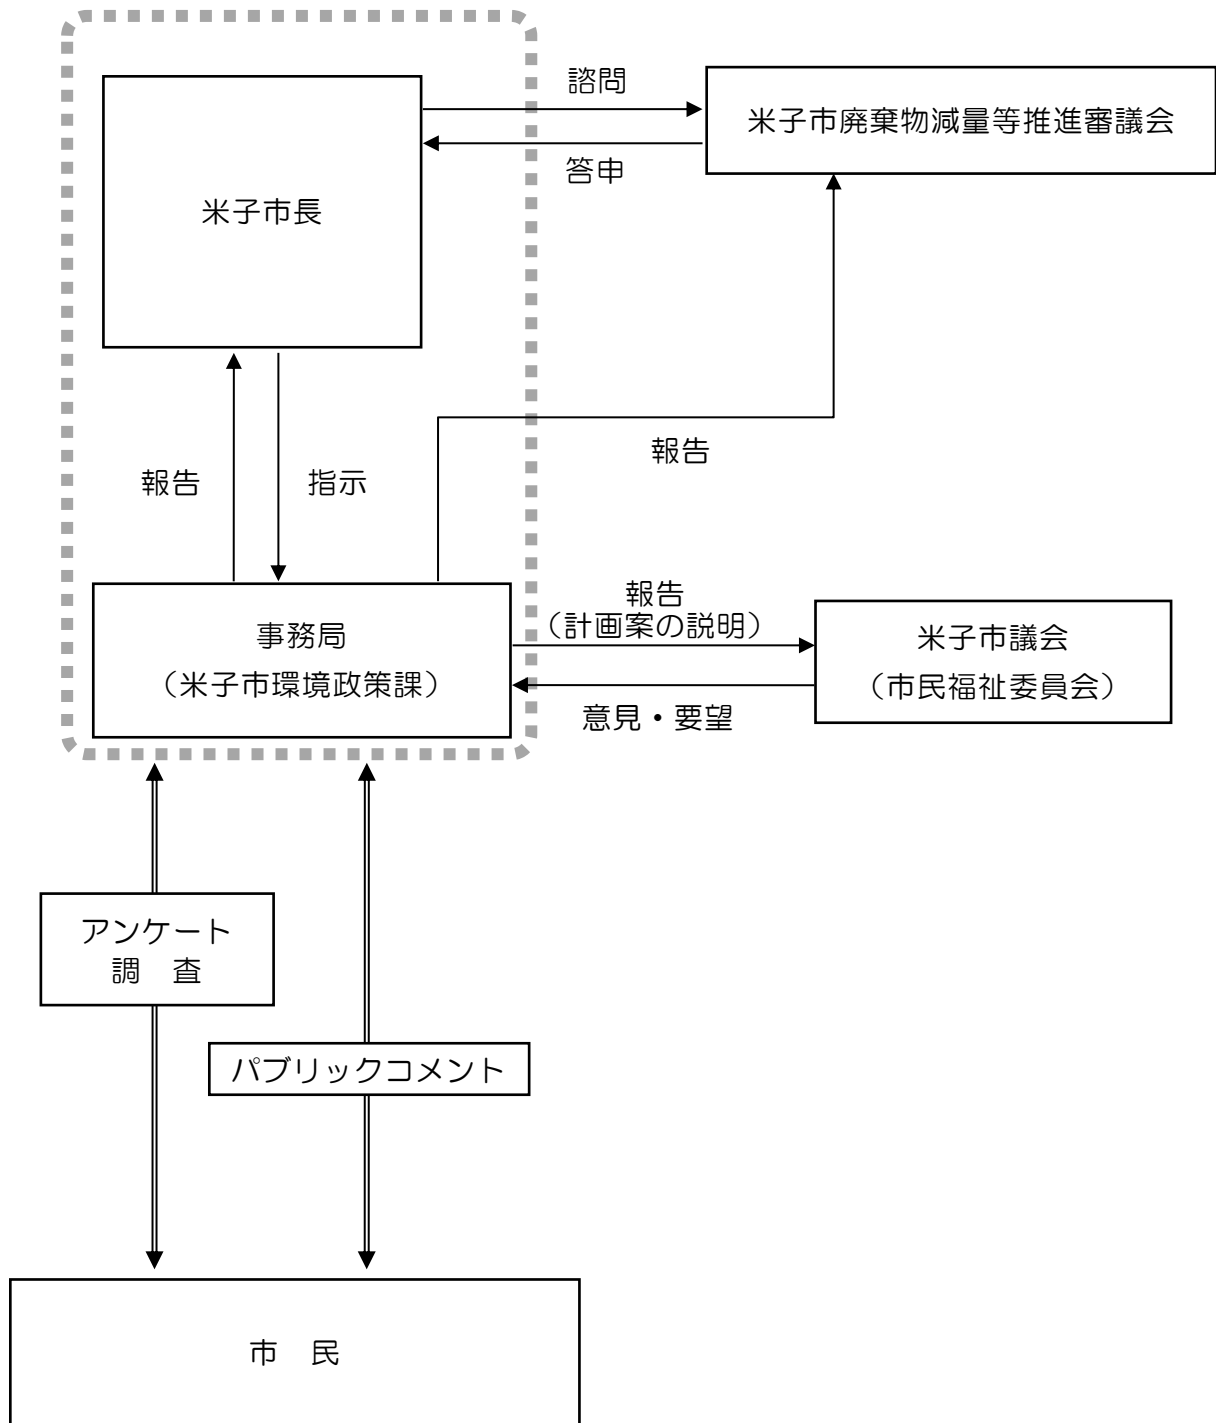 諮問
米子市廃棄物減量等推進審議会
答申
米子市長
報告
指示
報告
事務局
（米子市環境政策課）
報告
（計画案の説明）
意見・要望
米子市議会
（市民福祉委員会）
アンケート
調　査
パブリックコメント
市　民